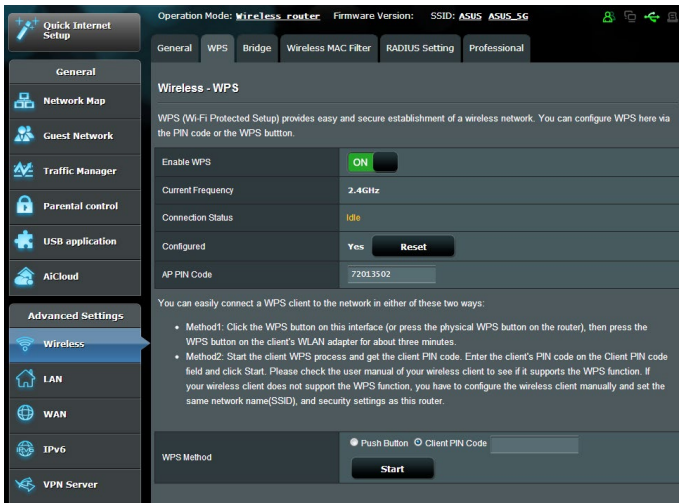 Quick Internet
Setup
Operation Mode: Wireless router Firmware Version: SSID: ASUS ASUS_5G
General WPS Bridge Wireless MAC Filter RADIUS Setting Professional
General
Network Map
Guest Network
Traffic Manager
Parental control
USB application
AiCloud
Advanced Settings
Wireless
LAN
WAN
IPv6
VPN Server
Wireless - WPS
WPS (Wi-Fi Protected Setup) provides easy and secure establishment of a wireless network. You can configure WPS here via
the PIN code or the WPS buttton.
Enable WPS ON
Current Frequency 2.4GHz
Connection Status Idle
Configured Yes Reset
AP PIN Code 72013502
You can easily connect a WPS client to the network in either of these two ways:
• Method1: Click the WPS button on this interface (or press the physical WPS button on the router), then press the
WPS button on the client's WLAN adapter for about three minutes.
• Method2: Start the client WPS process and get the client PIN code. Enter the client's PIN code on the Client PIN code
field and click Start. Please check the user manual of your wireless client to see if it supports the WPS function. If
your wireless client does not support the WPS function, you have to configure the wireless client manually and set the
same network name(SSID), and security settings as this router.
WPS Method Push Button Client PIN Code
Start